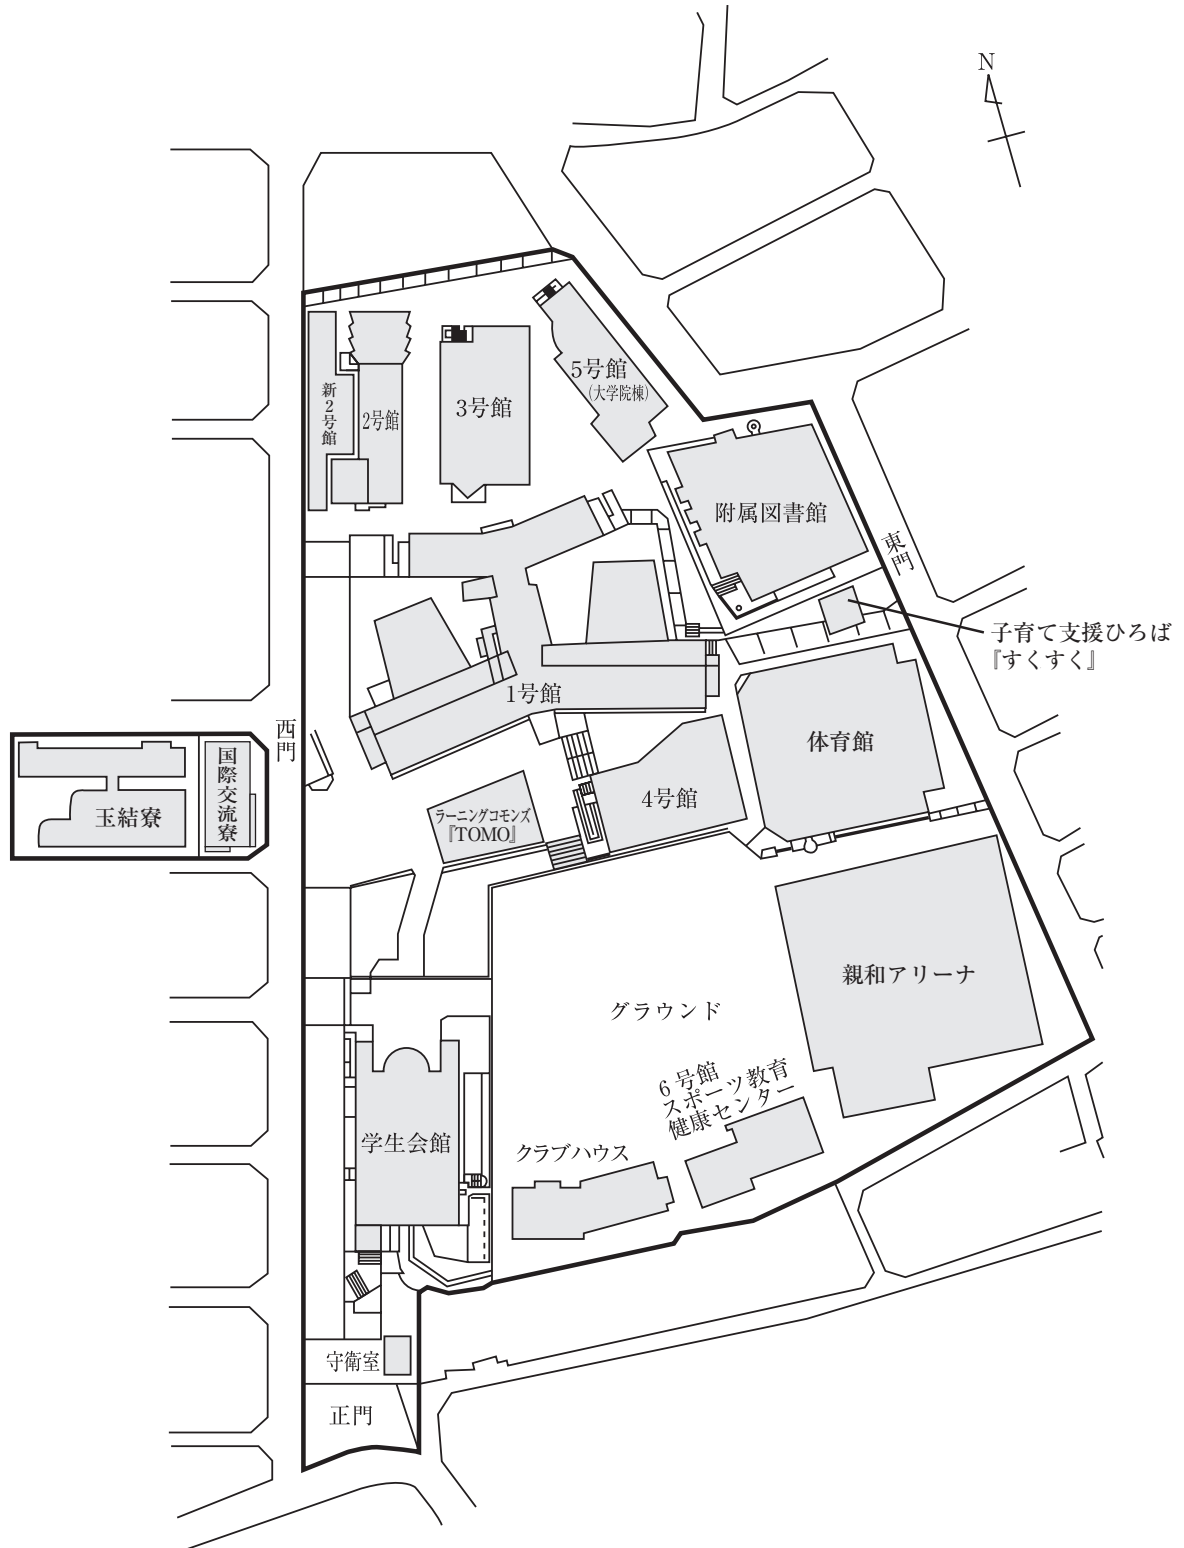 N
5号館
(大学院棟)
新2号館
2号館
3号館
附属図書館
東門
子育て支援ひろば
『すくすく』
1号館
西門
国際交流寮
玉結寮
体育館
4号館
ラーニングコモンズ
『TOMO』
親和アリーナ
グラウンド
6号館
スポーツ教育
健康センター
学生会館
クラブハウス
守衛室
正門